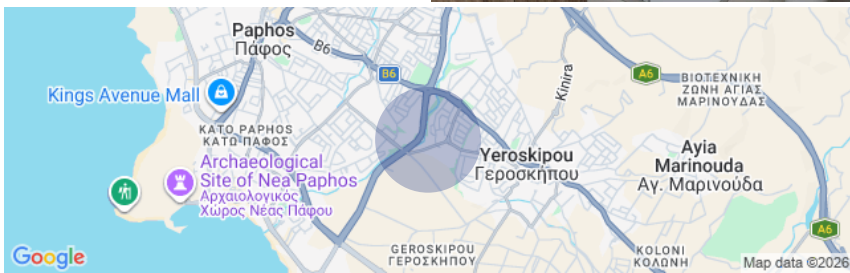 Paphos
Πάφος
B6
B6
Kings Avenue Mall
KATO PAPHOS
ΚΑΤΩ ΠΑΦΟΣ
Archaeological
Site of Nea Paphos
Αρχαιολογικός
Χώρος Νέας Πάφου
Yeroskipou
Γεροσκήπου
Kinira
A6
ΒΙΟΤΕΧΝΙΚΗ
ΖΩΝΗ ΑΓΙΑΣ
ΜΑΡΙΝΟΥΔΑΣ
Ayia
Marinouda
Αγ. Μαρινούδα
GEROSKIPOU
ΓΕΡΟΣΚΗΠΟΥ
KOLONI
ΚΟΛΩΝΗ
A6
Google
Map data ©2026